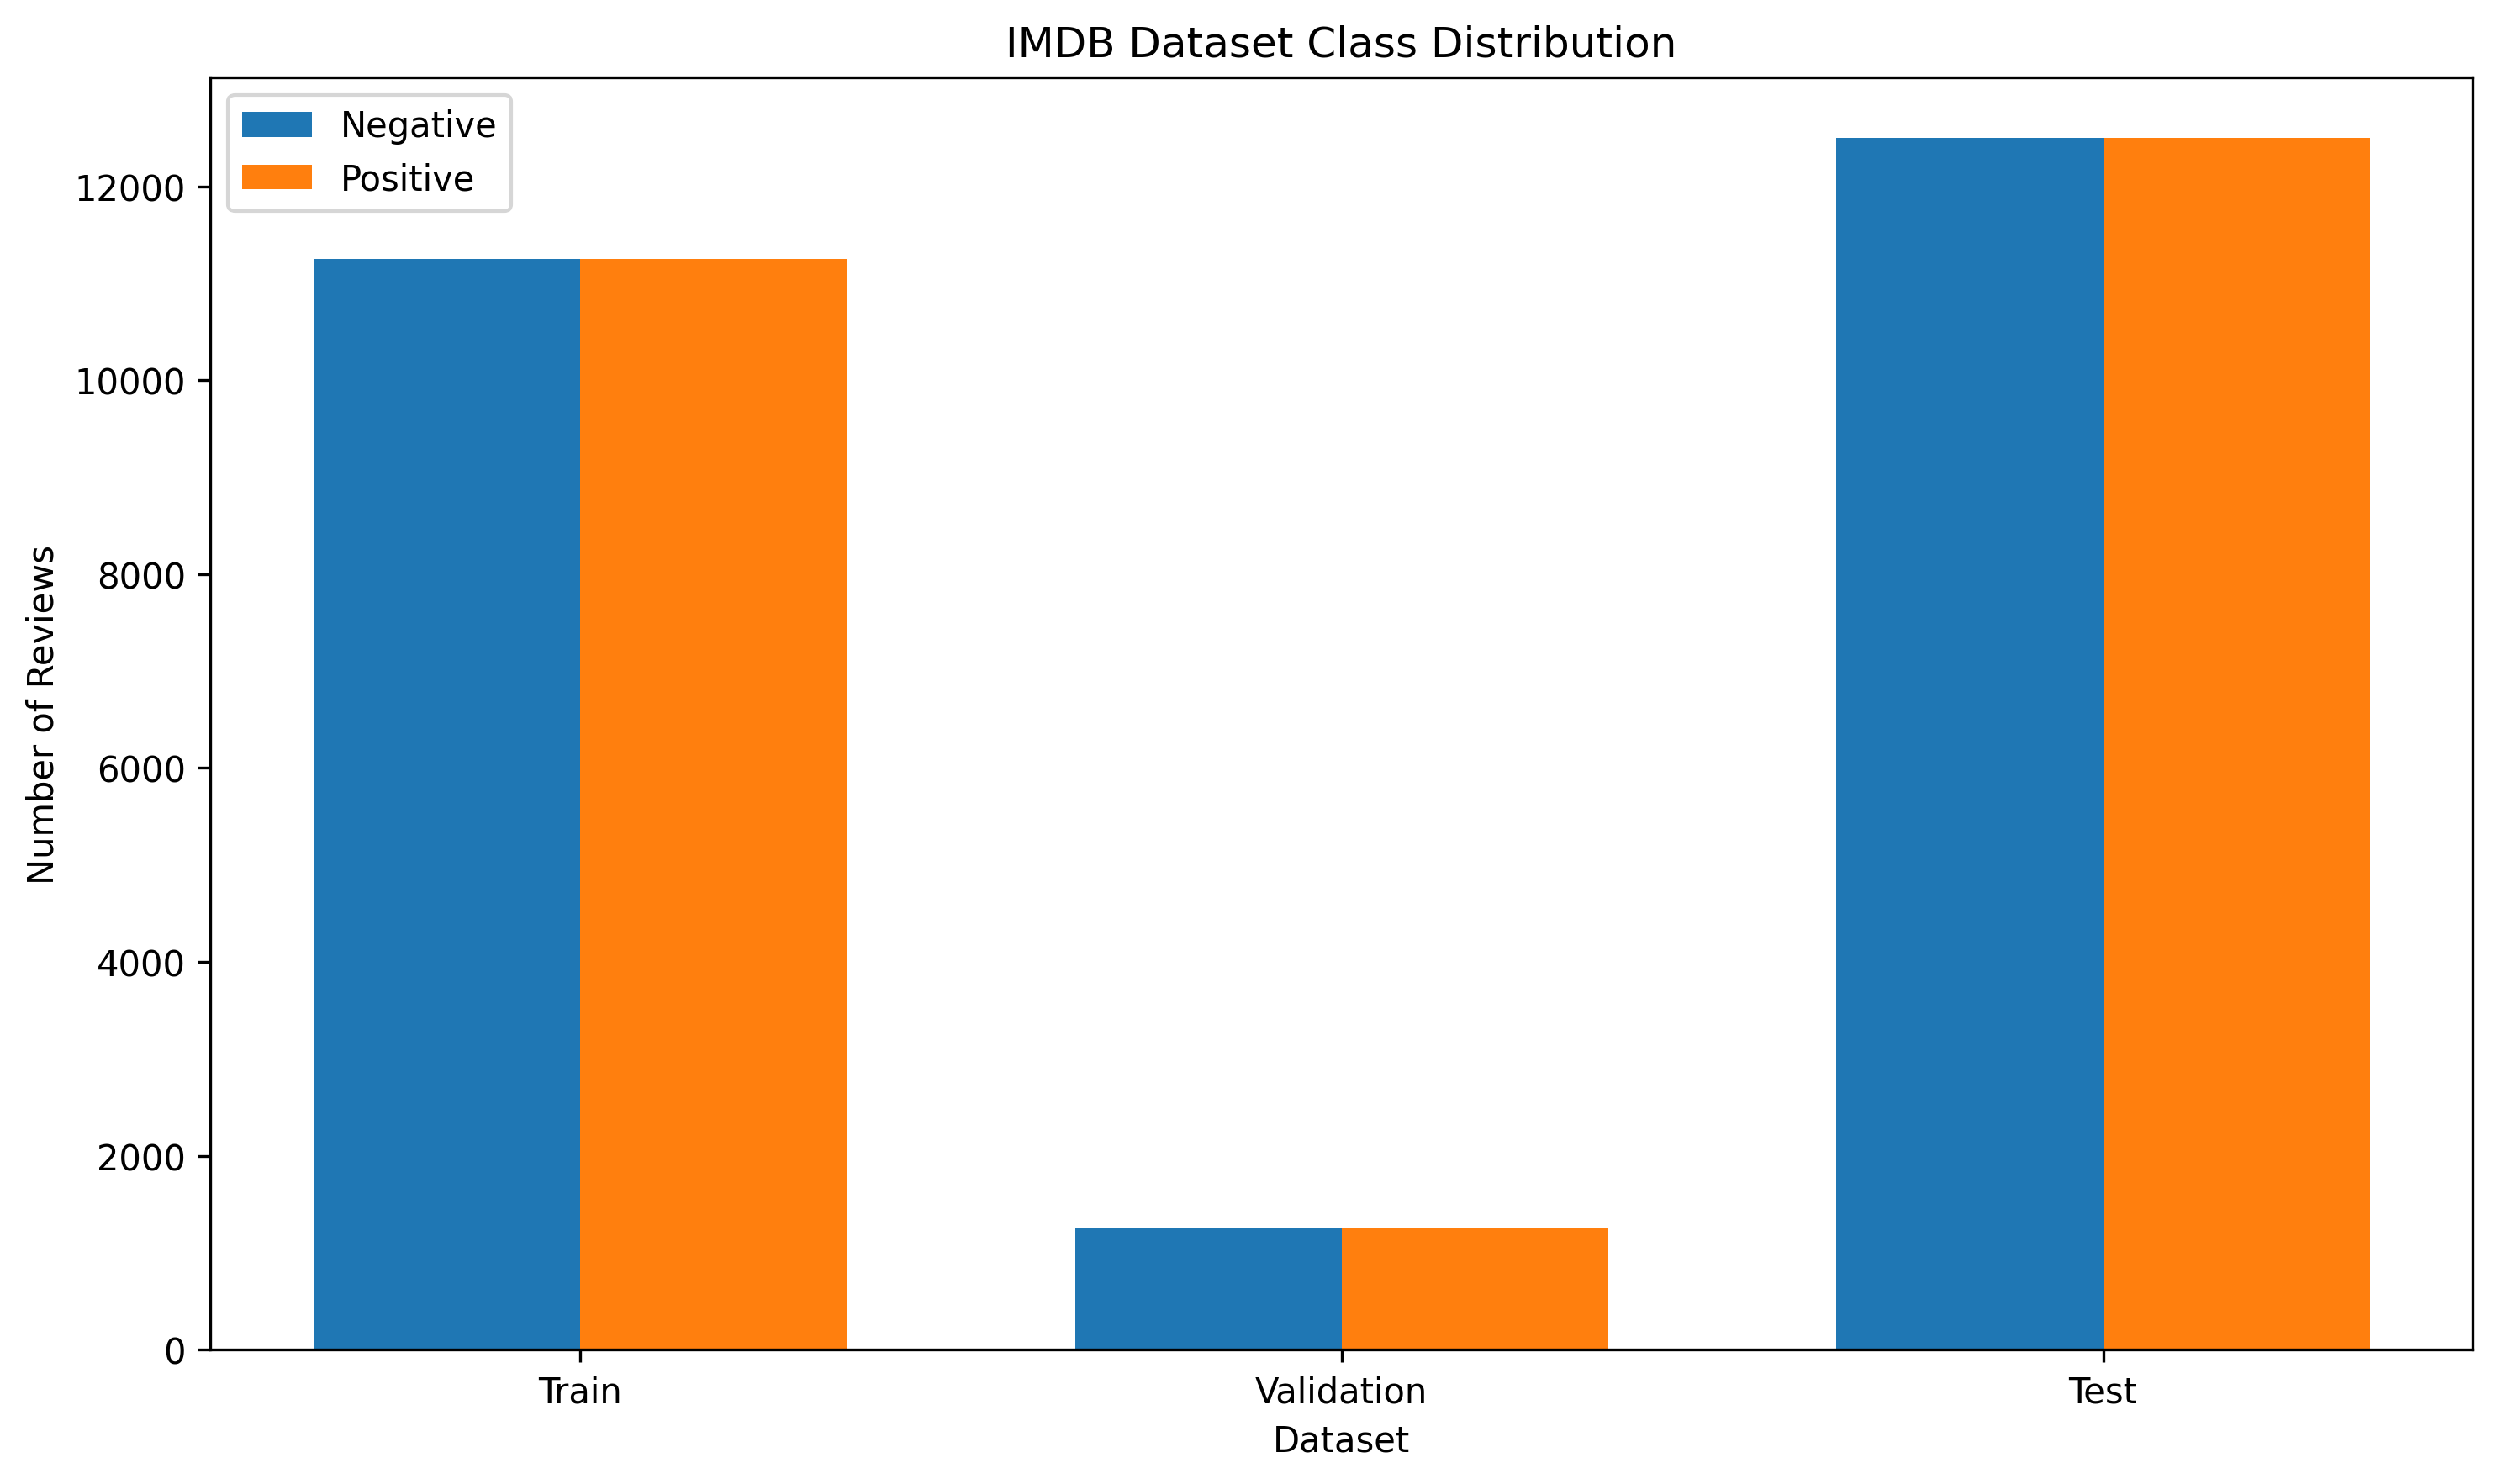 IMDB Dataset Class Distribution
Negative
Positive
12000
10000
8000
6000
4000
2000
0
Number of Reviews
Train
Validation
Test
Dataset